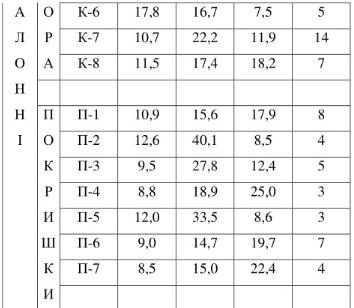 А О К-6 17,8 16,7 7,5 5
Л Р К-7 10,7 22,2 11,9 14
О А К-8 11,5 17,4 18,2 7
Н
Н П П-1 10,9 15,6 17,9 8
І О П-2 12,6 40,1 8,5 4
К П-3 9,5 27,8 12,4 5
Р П-4 8,8 18,9 25,0 3
И П-5 12,0 33,5 8,6 3
Ш П-6 9,0 14,7 19,7 7
К П-7 8,5 15,0 22,4 4
И